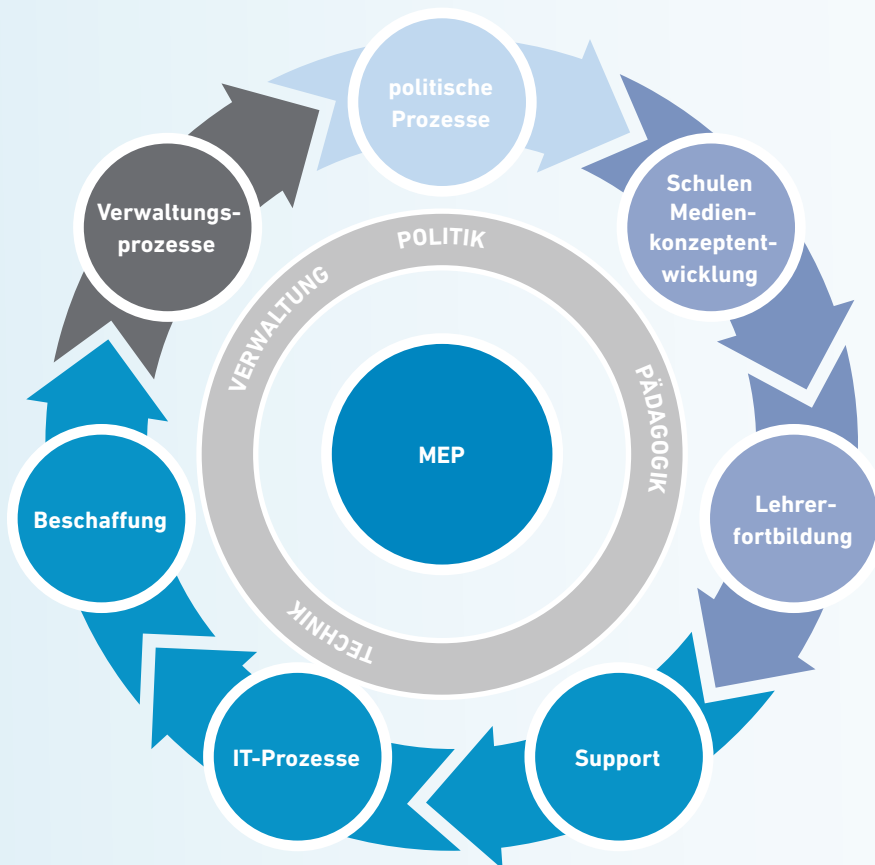 politische
Prozesse
Schulen
Medien-
konzeptent-
wicklung
Lehrer-
fortbildung
Support
IT-Prozesse
Beschaffung
Verwaltungs-
prozesse
POLITIK
PÄDAGOGIK
TECHNIK
VERWALTUNG
MEP